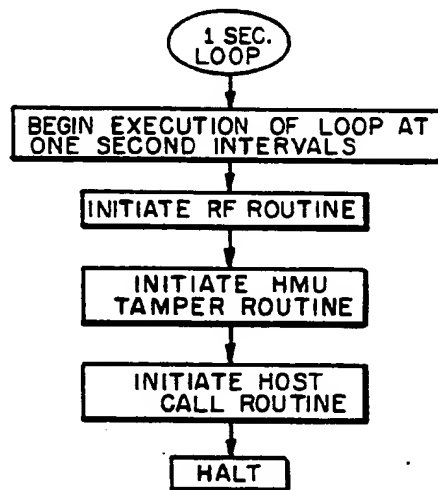 1 SEC.
LOOP
BEGIN EXECUTION OF LOOP AT
ONE SECOND INTERVALS
INITIATE RF ROUTINE
INITIATE HMU
TAMPER ROUTINE
INITIATE HOST
CALL ROUTINE
HALT